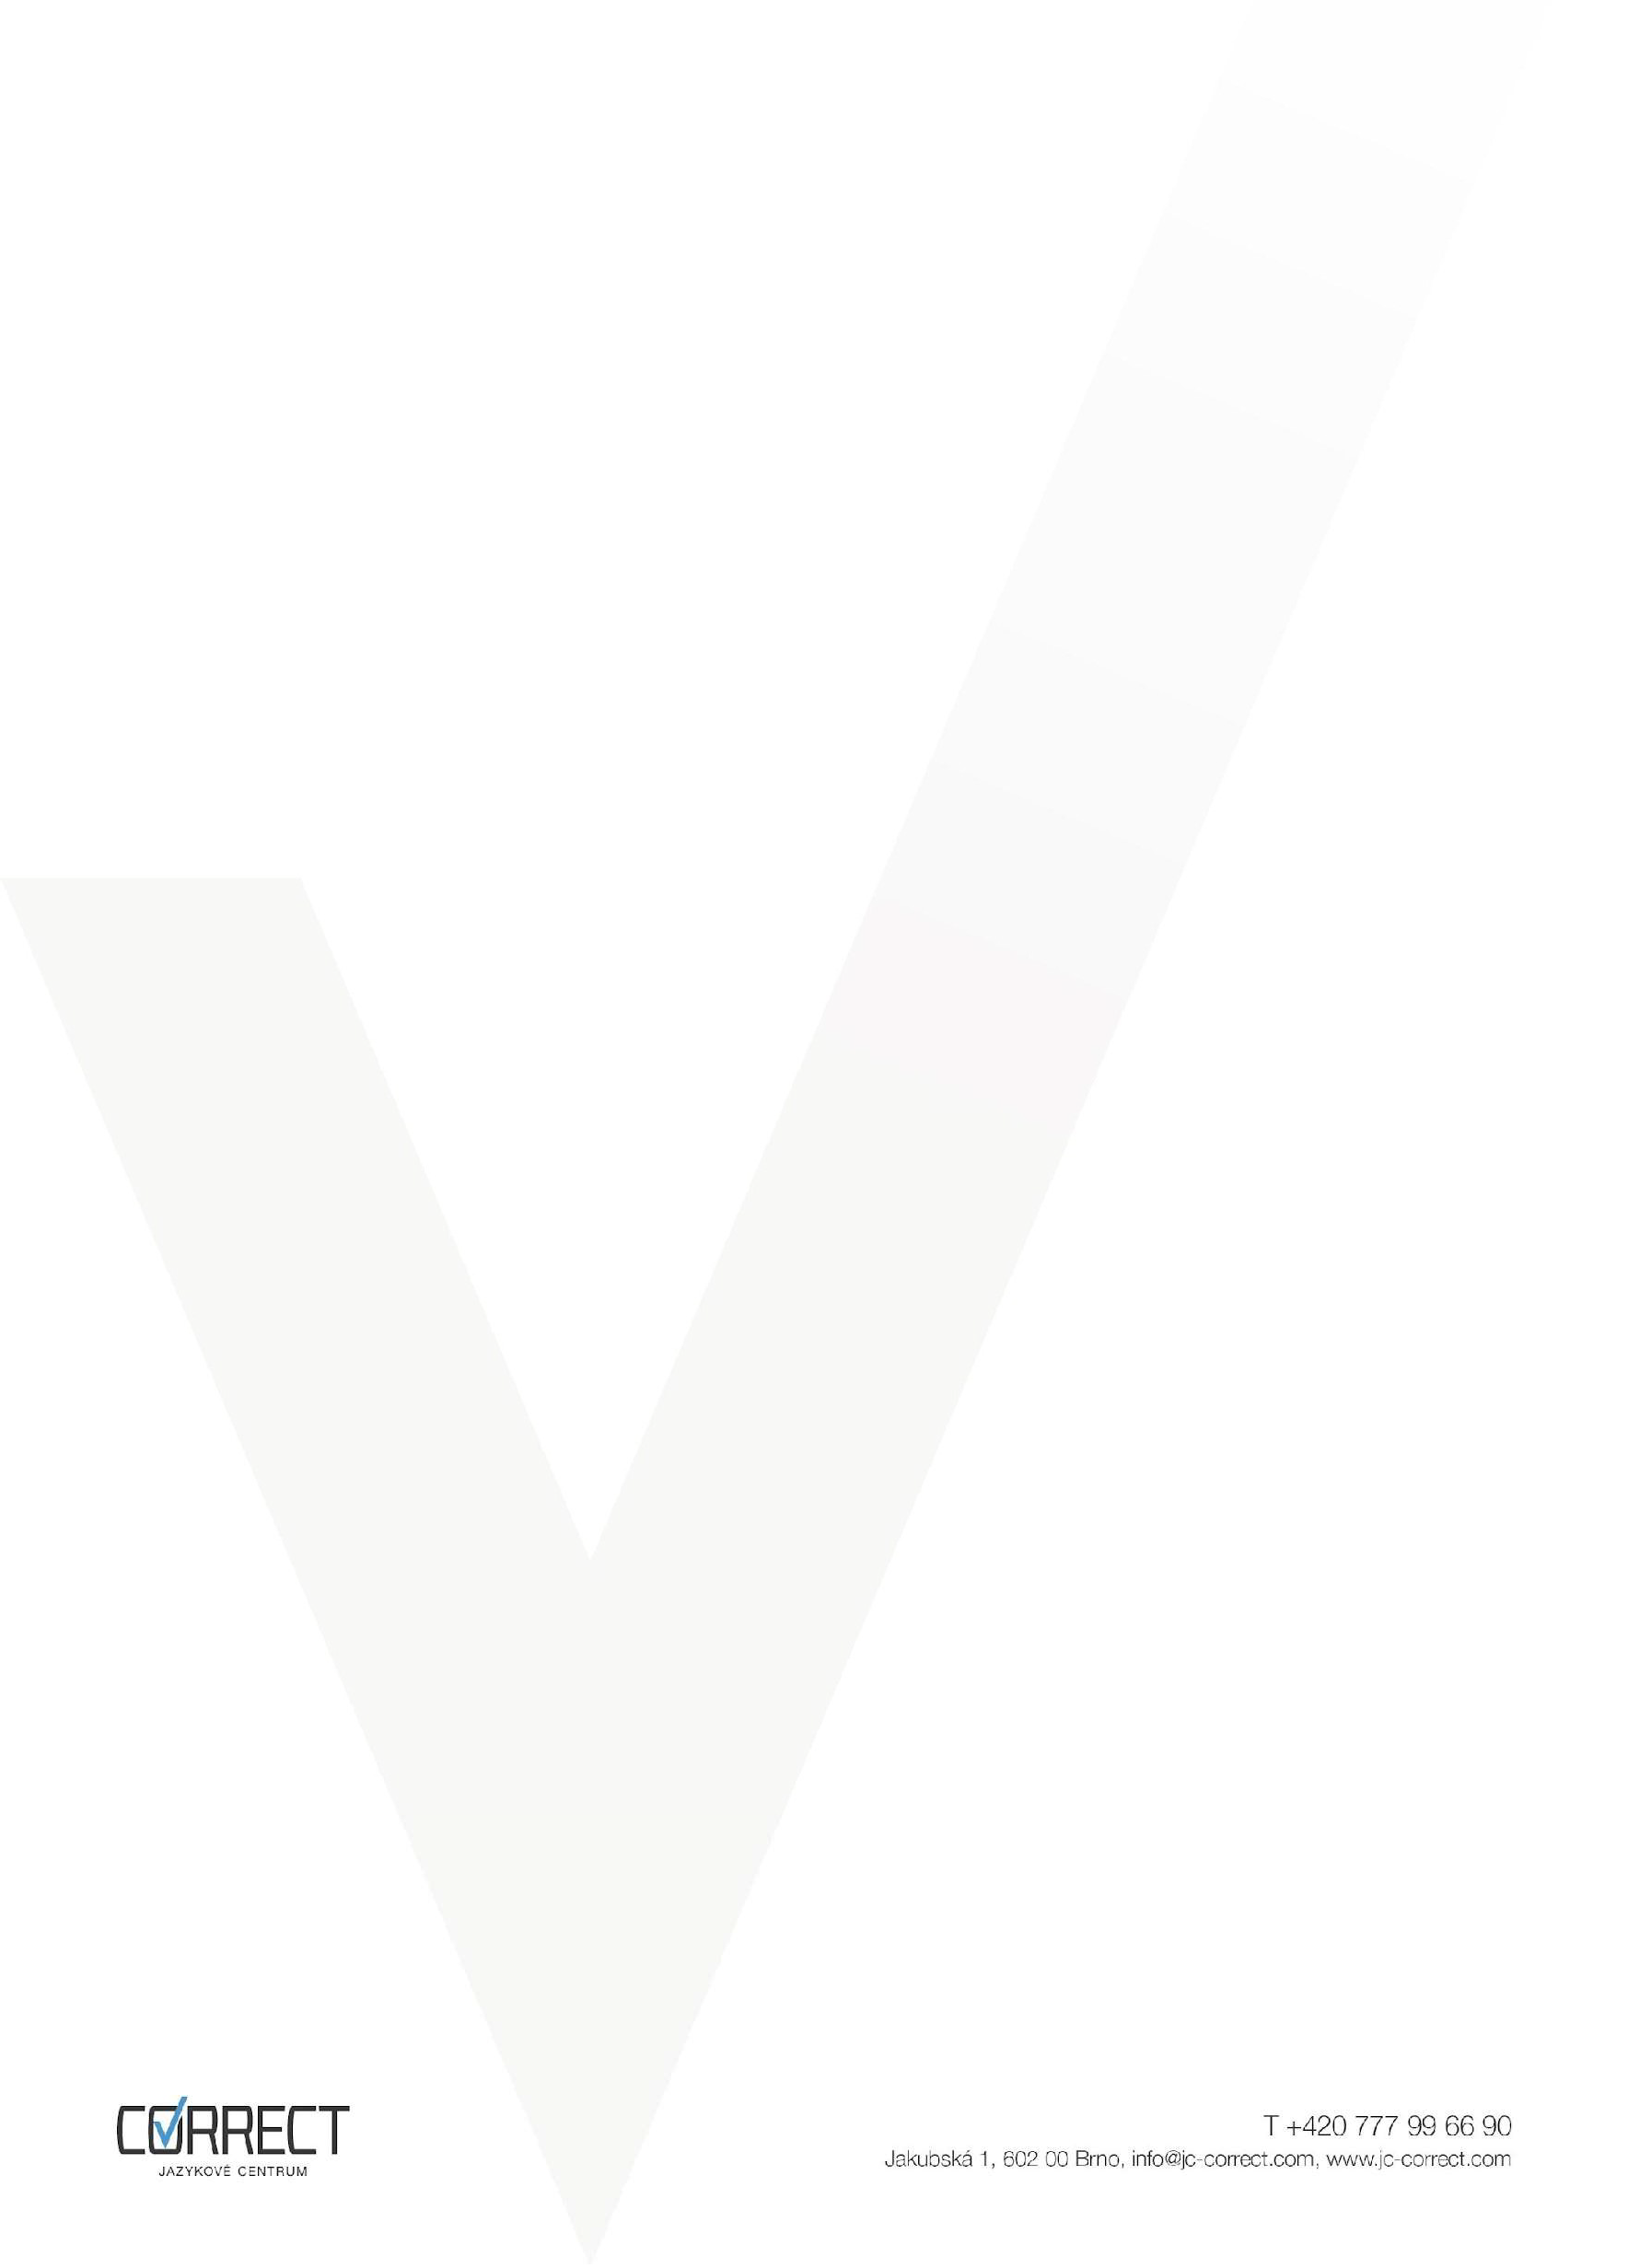 CORRECT
JAZYKOVÉ CENTRUM
T +420 777 99 66 90
Jakubská 1, 602 00 Brno, info@jc-correct.com, www.jc-correct.com